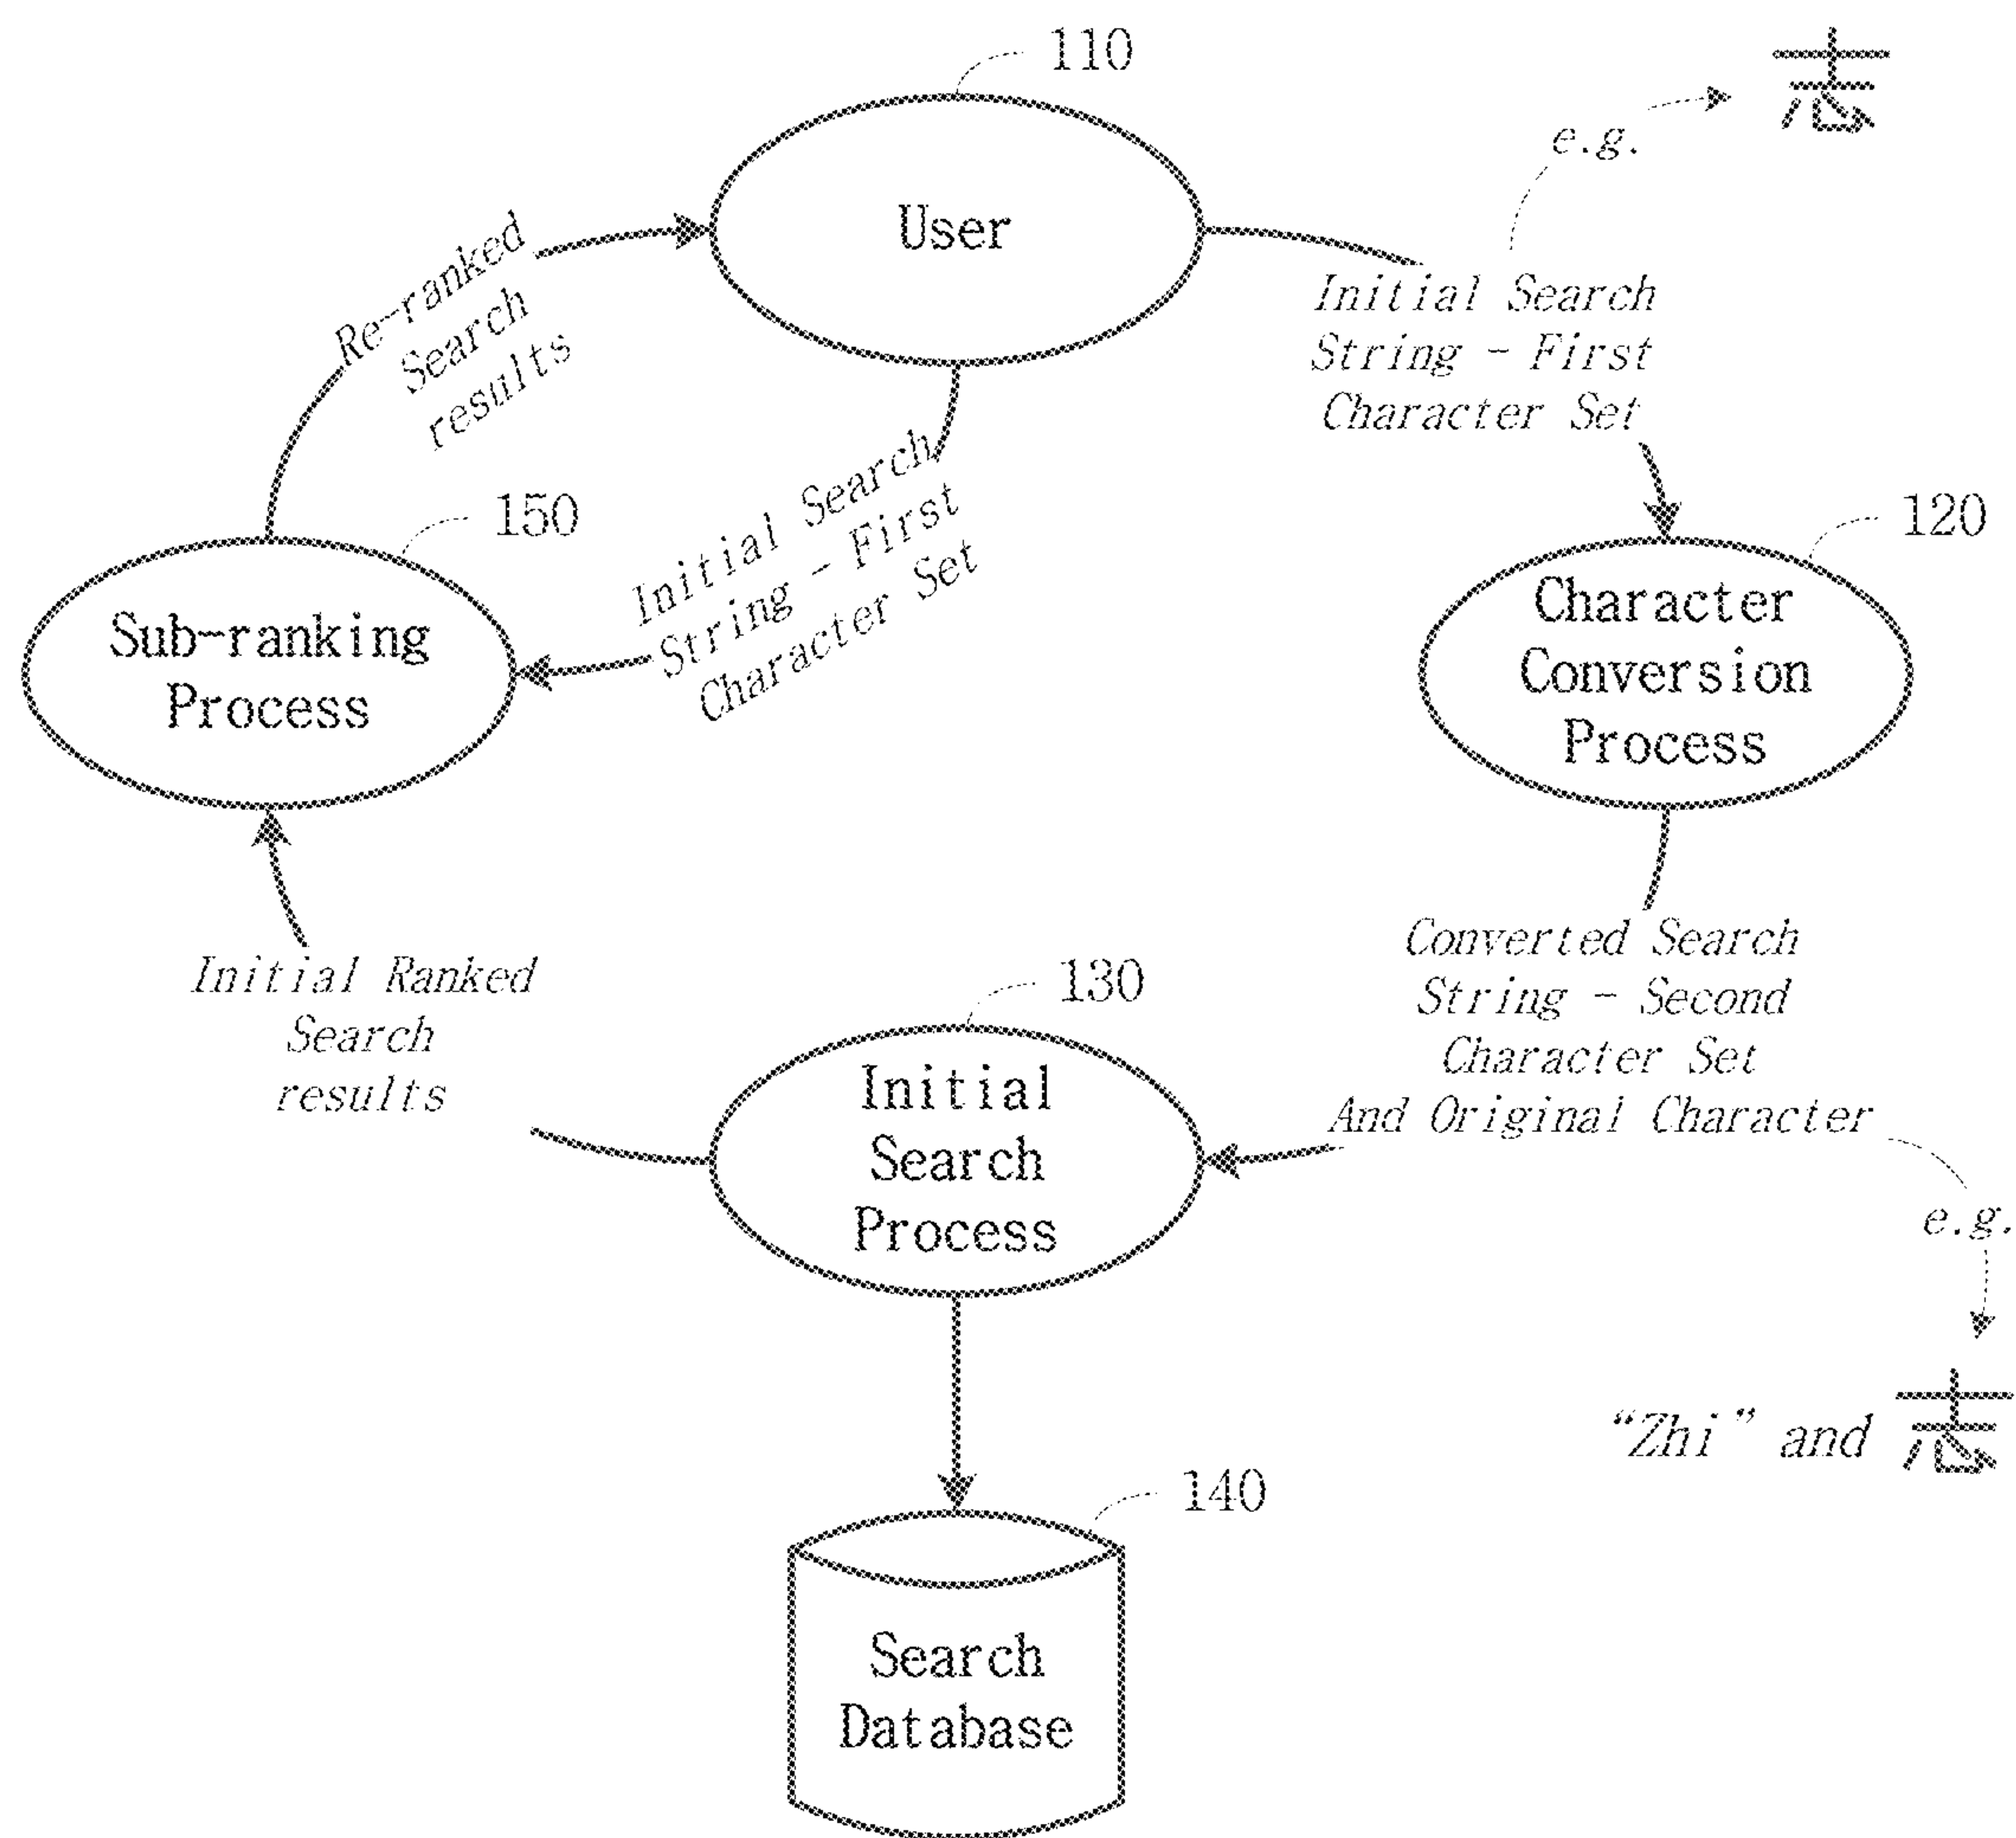 110
志
e.g.
User
Initial Search
String - First
Character Set
Re-ranked
Search
results
Initial Search
String - First
Character Set
150
Sub-ranking
Process
120
Character
Conversion
Process
Converted Search
String - Second
Character Set
And Original Character
e.g.
"Zhi" and 志
Initial Ranked
Search
results
130
Initial
Search
Process
140
Search
Database